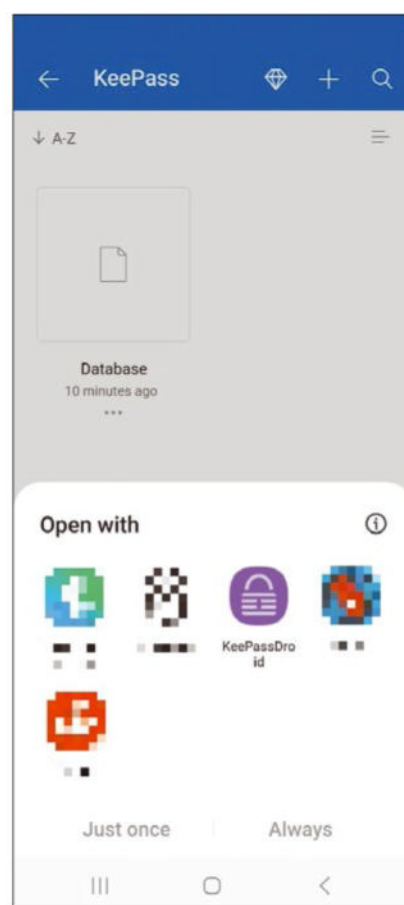 KeePass
A-Z
Database
10 minutes ago
Open with
KeePassDro
id
Just once
Always